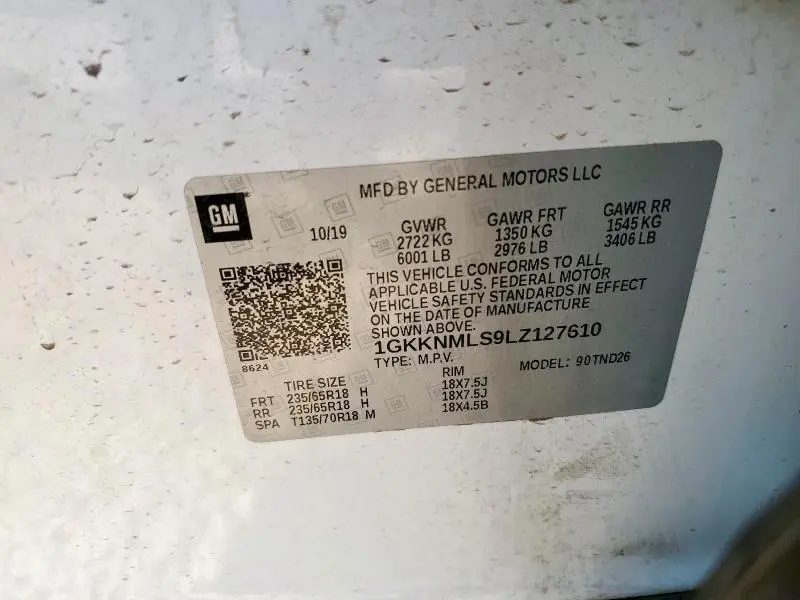 MFD BY GENERAL MOTORS LLC
GM
10/19
GVWR GAWR FRT GAWR RR
2722 KG 1350 KG 1545 KG
6001 LB 2976 LB 3406 LB
THIS VEHICLE CONFORMS TO ALL
APPLICABLE U.S. FEDERAL MOTOR
VEHICLE SAFETY STANDARDS IN EFFECT
ON THE DATE OF MANUFACTURE
SHOWN ABOVE.
1GKKNMLS9LZ127610
8624
TYPE: M.P.V. MODEL: 90TND26
TIRE SIZE RIM
FRT 235/65R18 H 18X7.5J
RR 235/65R18 H 18X7.5J
SPA T135/70R18 M 18X4.5B